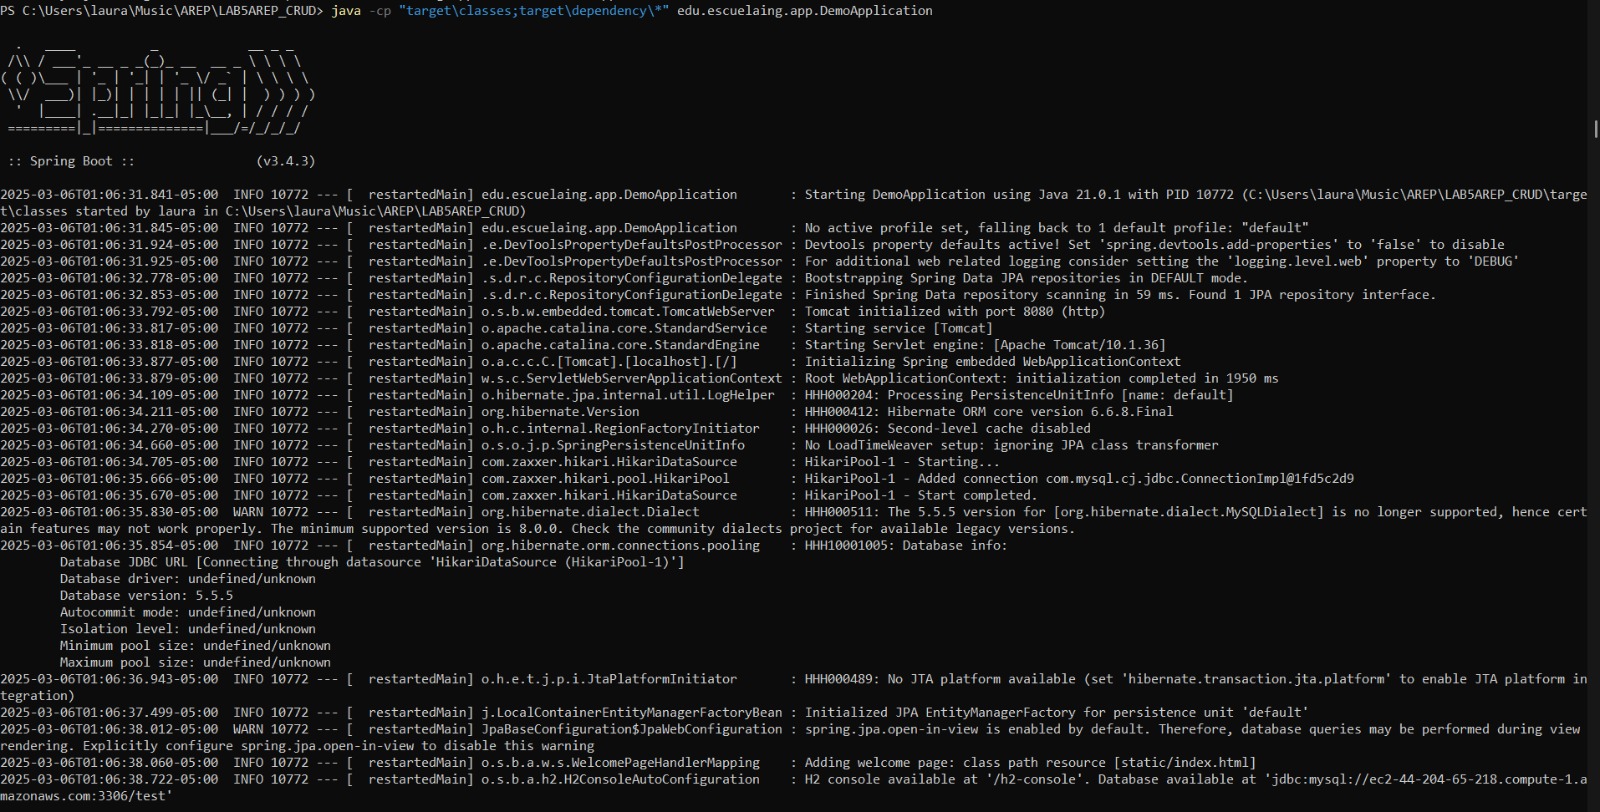 PS C:\Users\laura\Music\AREP\LAB5AREP_CRUD> java -cp "target\classes;target\dependency\*" edu.escuelaing.app.DemoApplication
  .   ____          _            __ _ _
 /\\ / ___'_ __ _ _(_)_ __  __ _ \ \ \ \
( ( )\___ | '_ | '_| | '_ \/ _` | \ \ \ \
 \\/  ___)| |_)| | | | | || (_| |  ) ) ) )
  '  |____| .__|_| |_|_| |_\__, | / / / /
 =========|_|==============|___/=/_/_/_/
 :: Spring Boot ::                (v3.4.3)
2025-03-06T01:06:31.841-05:00  INFO 10772 --- [  restartedMain] edu.escuelaing.app.DemoApplication       : Starting DemoApplication using Java 21.0.1 with PID 10772 (C:\Users\laura\Music\AREP\LAB5AREP_CRUD\targe
t\classes started by laura in C:\Users\laura\Music\AREP\LAB5AREP_CRUD)
2025-03-06T01:06:31.845-05:00  INFO 10772 --- [  restartedMain] edu.escuelaing.app.DemoApplication       : No active profile set, falling back to 1 default profile: "default"
2025-03-06T01:06:31.924-05:00  INFO 10772 --- [  restartedMain] .e.DevToolsPropertyDefaultsPostProcessor : Devtools property defaults active! Set 'spring.devtools.add-properties' to 'false' to disable
2025-03-06T01:06:31.925-05:00  INFO 10772 --- [  restartedMain] .e.DevToolsPropertyDefaultsPostProcessor : For additional web related logging consider setting the 'logging.level.web' property to 'DEBUG'
2025-03-06T01:06:32.778-05:00  INFO 10772 --- [  restartedMain] .s.d.r.c.RepositoryConfigurationDelegate : Bootstrapping Spring Data JPA repositories in DEFAULT mode.
2025-03-06T01:06:32.853-05:00  INFO 10772 --- [  restartedMain] .s.d.r.c.RepositoryConfigurationDelegate : Finished Spring Data repository scanning in 59 ms. Found 1 JPA repository interface.
2025-03-06T01:06:33.792-05:00  INFO 10772 --- [  restartedMain] o.s.b.w.embedded.tomcat.TomcatWebServer  : Tomcat initialized with port 8080 (http)
2025-03-06T01:06:33.817-05:00  INFO 10772 --- [  restartedMain] o.apache.catalina.core.StandardService   : Starting service [Tomcat]
2025-03-06T01:06:33.818-05:00  INFO 10772 --- [  restartedMain] o.apache.catalina.core.StandardEngine    : Starting Servlet engine: [Apache Tomcat/10.1.36]
2025-03-06T01:06:33.877-05:00  INFO 10772 --- [  restartedMain] o.a.c.c.C.[Tomcat].[localhost].[/]       : Initializing Spring embedded WebApplicationContext
2025-03-06T01:06:33.879-05:00  INFO 10772 --- [  restartedMain] w.s.c.ServletWebServerApplicationContext : Root WebApplicationContext: initialization completed in 1950 ms
2025-03-06T01:06:34.109-05:00  INFO 10772 --- [  restartedMain] o.hibernate.jpa.internal.util.LogHelper  : HHH000204: Processing PersistenceUnitInfo [name: default]
2025-03-06T01:06:34.211-05:00  INFO 10772 --- [  restartedMain] org.hibernate.Version                    : HHH000412: Hibernate ORM core version 6.6.8.Final
2025-03-06T01:06:34.270-05:00  INFO 10772 --- [  restartedMain] o.h.c.internal.RegionFactoryInitiator    : HHH000026: Second-level cache disabled
2025-03-06T01:06:34.660-05:00  INFO 10772 --- [  restartedMain] o.s.o.j.p.SpringPersistenceUnitInfo      : No LoadTimeWeaver setup: ignoring JPA class transformer
2025-03-06T01:06:34.705-05:00  INFO 10772 --- [  restartedMain] com.zaxxer.hikari.HikariDataSource       : HikariPool-1 - Starting...
2025-03-06T01:06:35.666-05:00  INFO 10772 --- [  restartedMain] com.zaxxer.hikari.pool.HikariPool        : HikariPool-1 - Added connection com.mysql.cj.jdbc.ConnectionImpl@1fd5c2d9
2025-03-06T01:06:35.670-05:00  INFO 10772 --- [  restartedMain] com.zaxxer.hikari.HikariDataSource       : HikariPool-1 - Start completed.
2025-03-06T01:06:35.830-05:00  WARN 10772 --- [  restartedMain] org.hibernate.dialect.Dialect            : HHH000511: The 5.5.5 version for [org.hibernate.dialect.MySQLDialect] is no longer supported, hence cert
ain features may not work properly. The minimum supported version is 8.0.0. Check the community dialects project for available legacy versions.
2025-03-06T01:06:35.854-05:00  INFO 10772 --- [  restartedMain] org.hibernate.orm.connections.pooling    : HHH10001005: Database info:
        Database JDBC URL [Connecting through datasource 'HikariDataSource (HikariPool-1)']
        Database driver: undefined/unknown
        Database version: 5.5.5
        Autocommit mode: undefined/unknown
        Isolation level: undefined/unknown
        Minimum pool size: undefined/unknown
        Maximum pool size: undefined/unknown
2025-03-06T01:06:36.943-05:00  INFO 10772 --- [  restartedMain] o.h.e.t.j.p.i.JtaPlatformInitiator       : HHH000489: No JTA platform available (set 'hibernate.transaction.jta.platform' to enable JTA platform in
tegration)
2025-03-06T01:06:37.499-05:00  INFO 10772 --- [  restartedMain] j.LocalContainerEntityManagerFactoryBean : Initialized JPA EntityManagerFactory for persistence unit 'default'
2025-03-06T01:06:38.012-05:00  WARN 10772 --- [  restartedMain] JpaBaseConfiguration$JpaWebConfiguration : spring.jpa.open-in-view is enabled by default. Therefore, database queries may be performed during view
rendering. Explicitly configure spring.jpa.open-in-view to disable this warning
2025-03-06T01:06:38.060-05:00  INFO 10772 --- [  restartedMain] o.s.b.a.w.s.WelcomePageHandlerMapping    : Adding welcome page: class path resource [static/index.html]
2025-03-06T01:06:38.722-05:00  INFO 10772 --- [  restartedMain] o.s.b.a.h2.H2ConsoleAutoConfiguration    : H2 console available at '/h2-console'. Database available at 'jdbc:mysql://ec2-44-204-65-218.compute-1.a
mazonaws.com:3306/test'